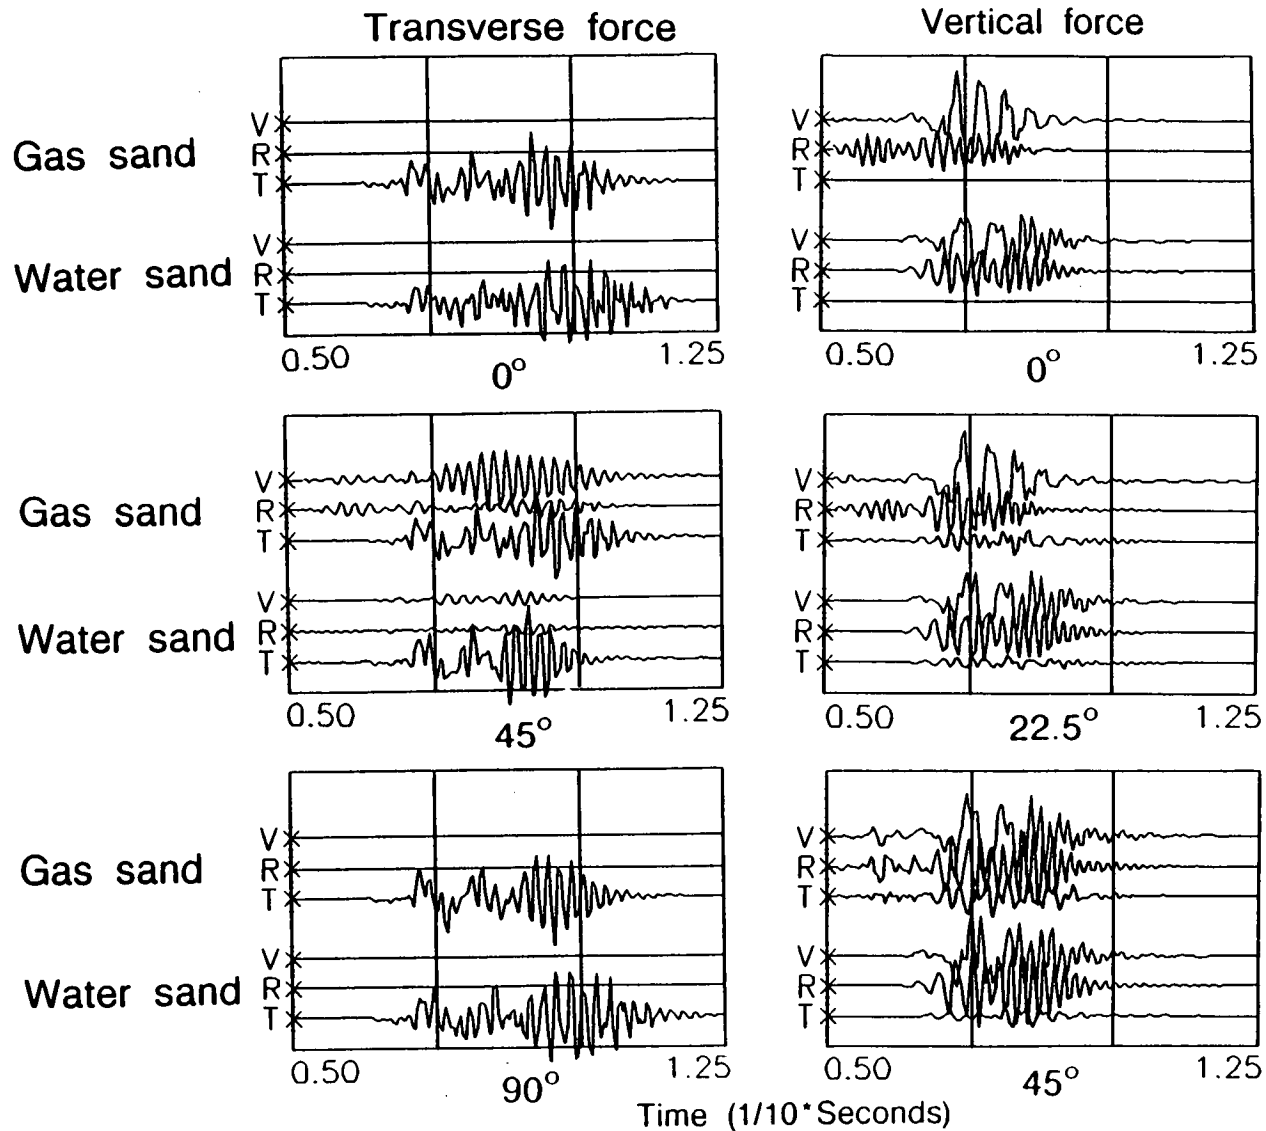 Transverse force
Vertical force
Gas sand
V
R
T
Water sand
V
R
T
0.50
1.25
0°
V
R
T
V
R
T
0.50
1.25
0°
Gas sand
V
R
T
Water sand
V
R
T
0.50
1.25
45°
V
R
T
V
R
T
0.50
1.25
22.5°
Gas sand
V
R
T
Water sand
V
R
T
0.50
1.25
90°
V
R
T
V
R
T
0.50
1.25
45°
Time (1/10*Seconds)